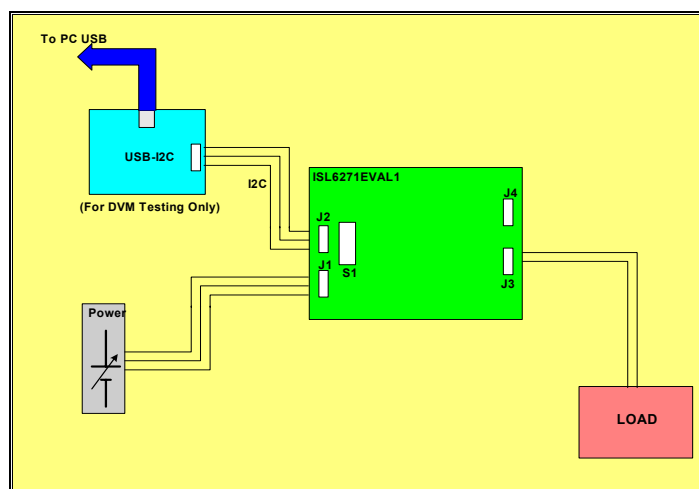 To PC USB
USB-I2C
(For DVM Testing Only)
I2C
ISL6271EVAL1
J4
J2
S1
J1
J3
Power
LOAD